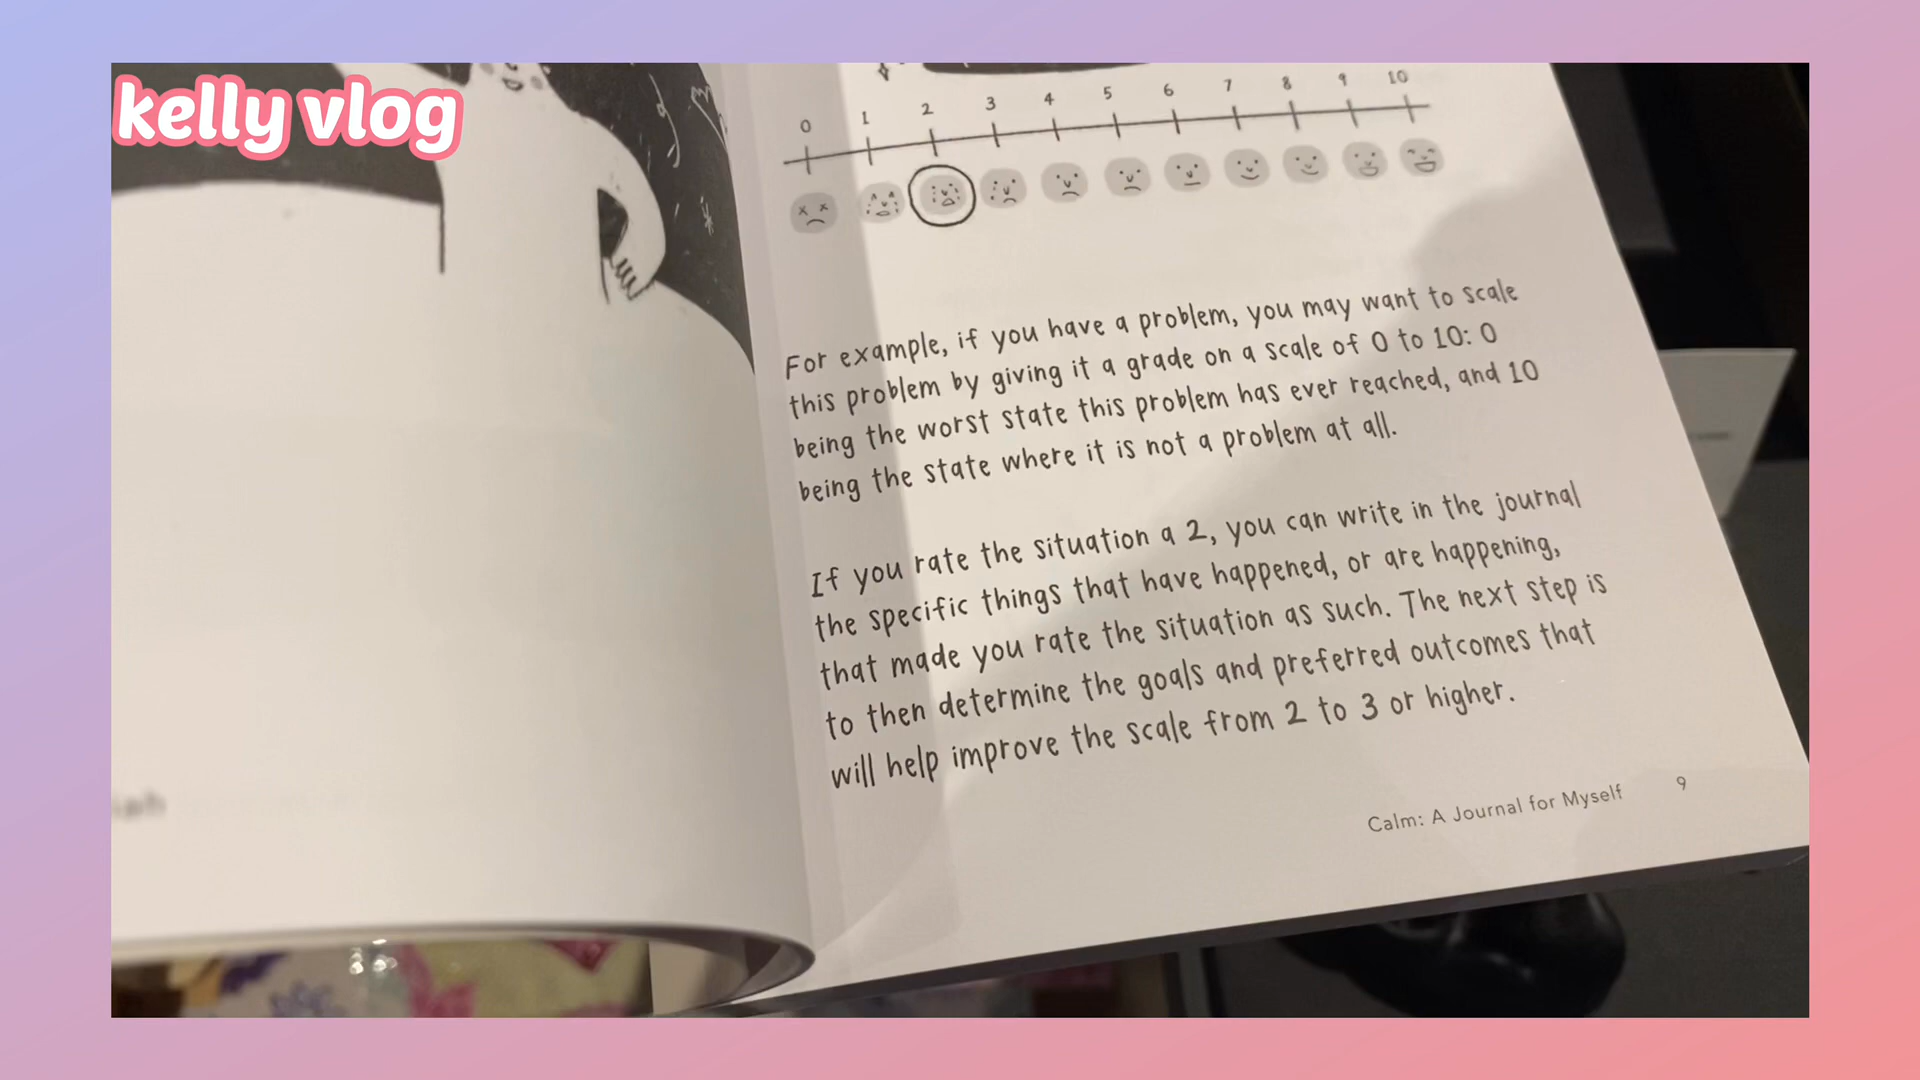 kelly vlog
0 1 2 3 4 5 6 7 8 9 10
For example, if you have a problem, you may want to scale
this problem by giving it a grade on a scale of 0 to 10: 0
being the worst state this problem has ever reached, and 10
being the state where it is not a problem at all.
If you rate the situation a 2, you can write in the journal
the specific things that have happened, or are happening,
that made you rate the situation as such. The next step is
to then determine the goals and preferred outcomes that
will help improve the scale from 2 to 3 or higher.
Calm: A Journal for Myself 9